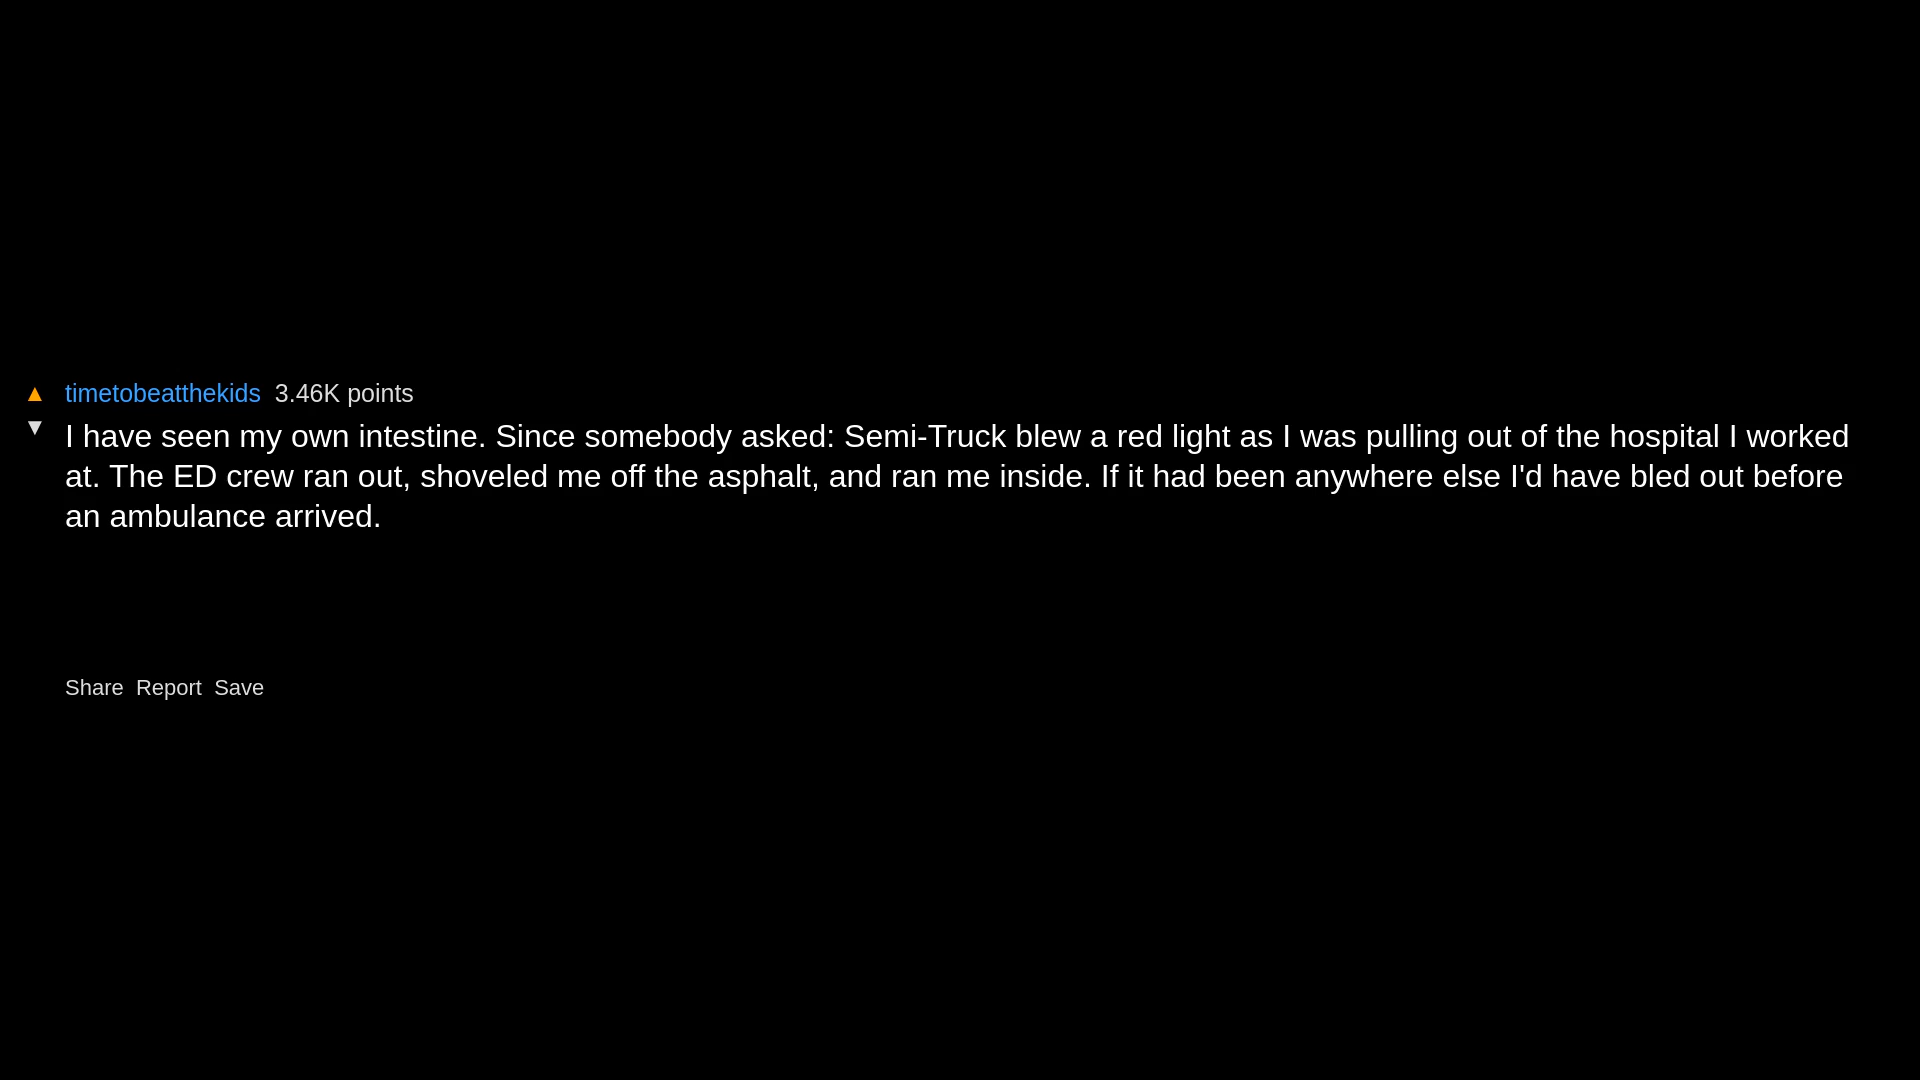 ▲ timetobeatthekids 3.46K points
▼ I have seen my own intestine. Since somebody asked: Semi-Truck blew a red light as I was pulling out of the hospital I worked
at. The ED crew ran out, shoveled me off the asphalt, and ran me inside. If it had been anywhere else I'd have bled out before
an ambulance arrived.
Share Report Save